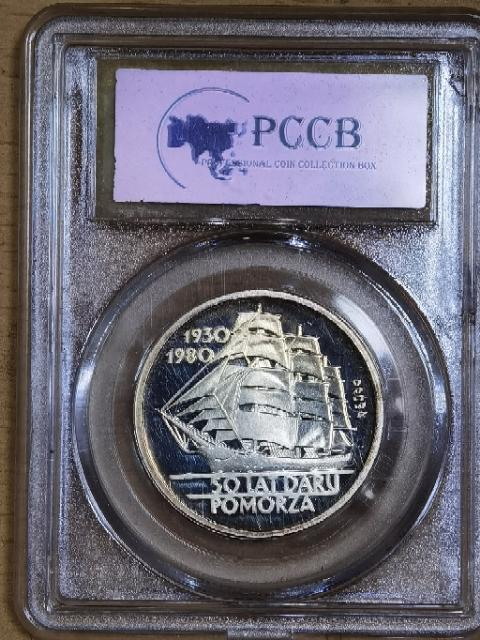 PCCB
PROFESSIONAL COIN COLLECTION BOX
1930
1980
50 LAT DARU
POMORZA